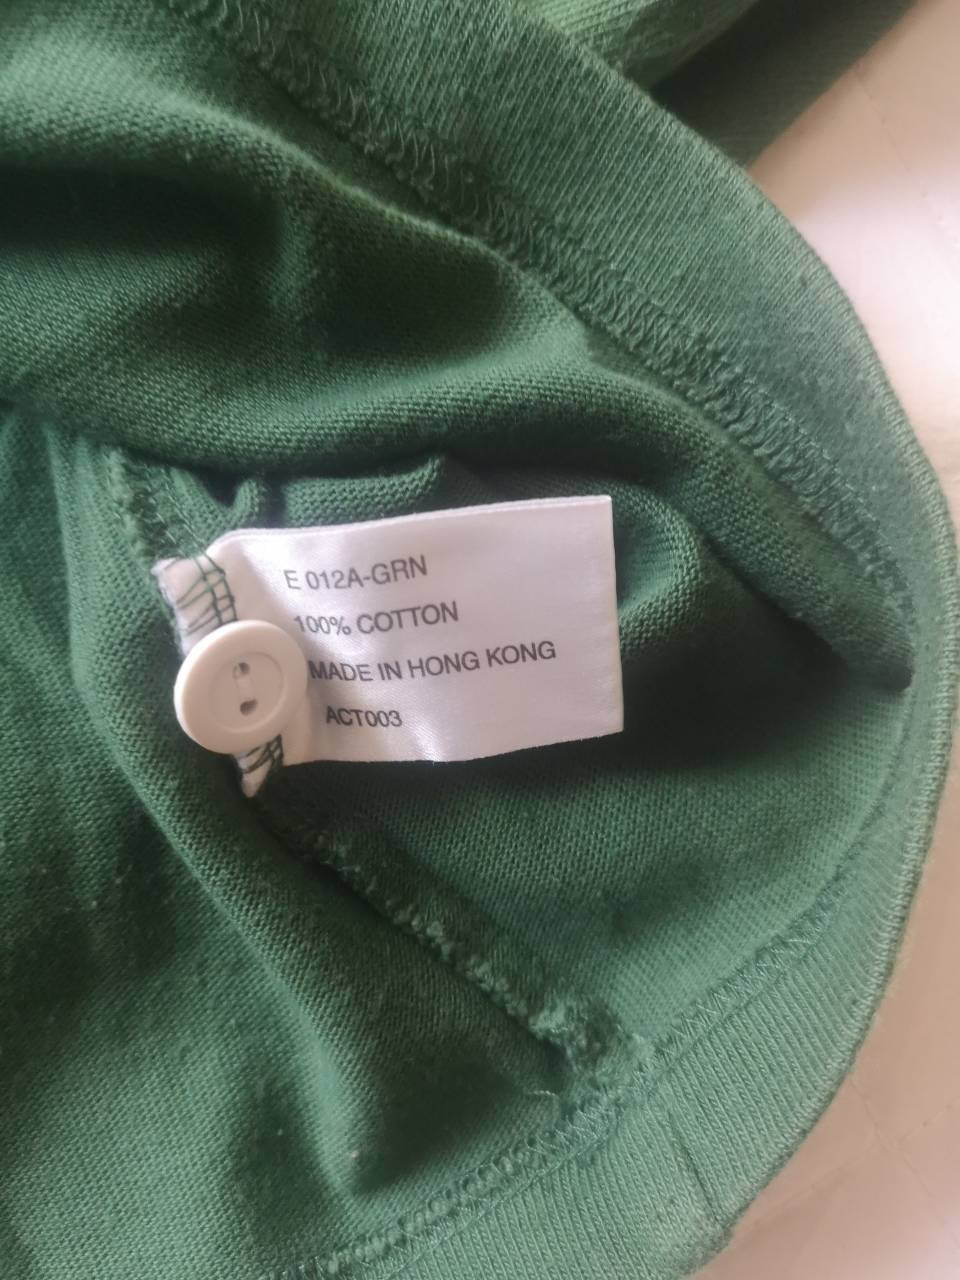 E 012A-GRN
100% COTTON
MADE IN HONG KONG
ACT003